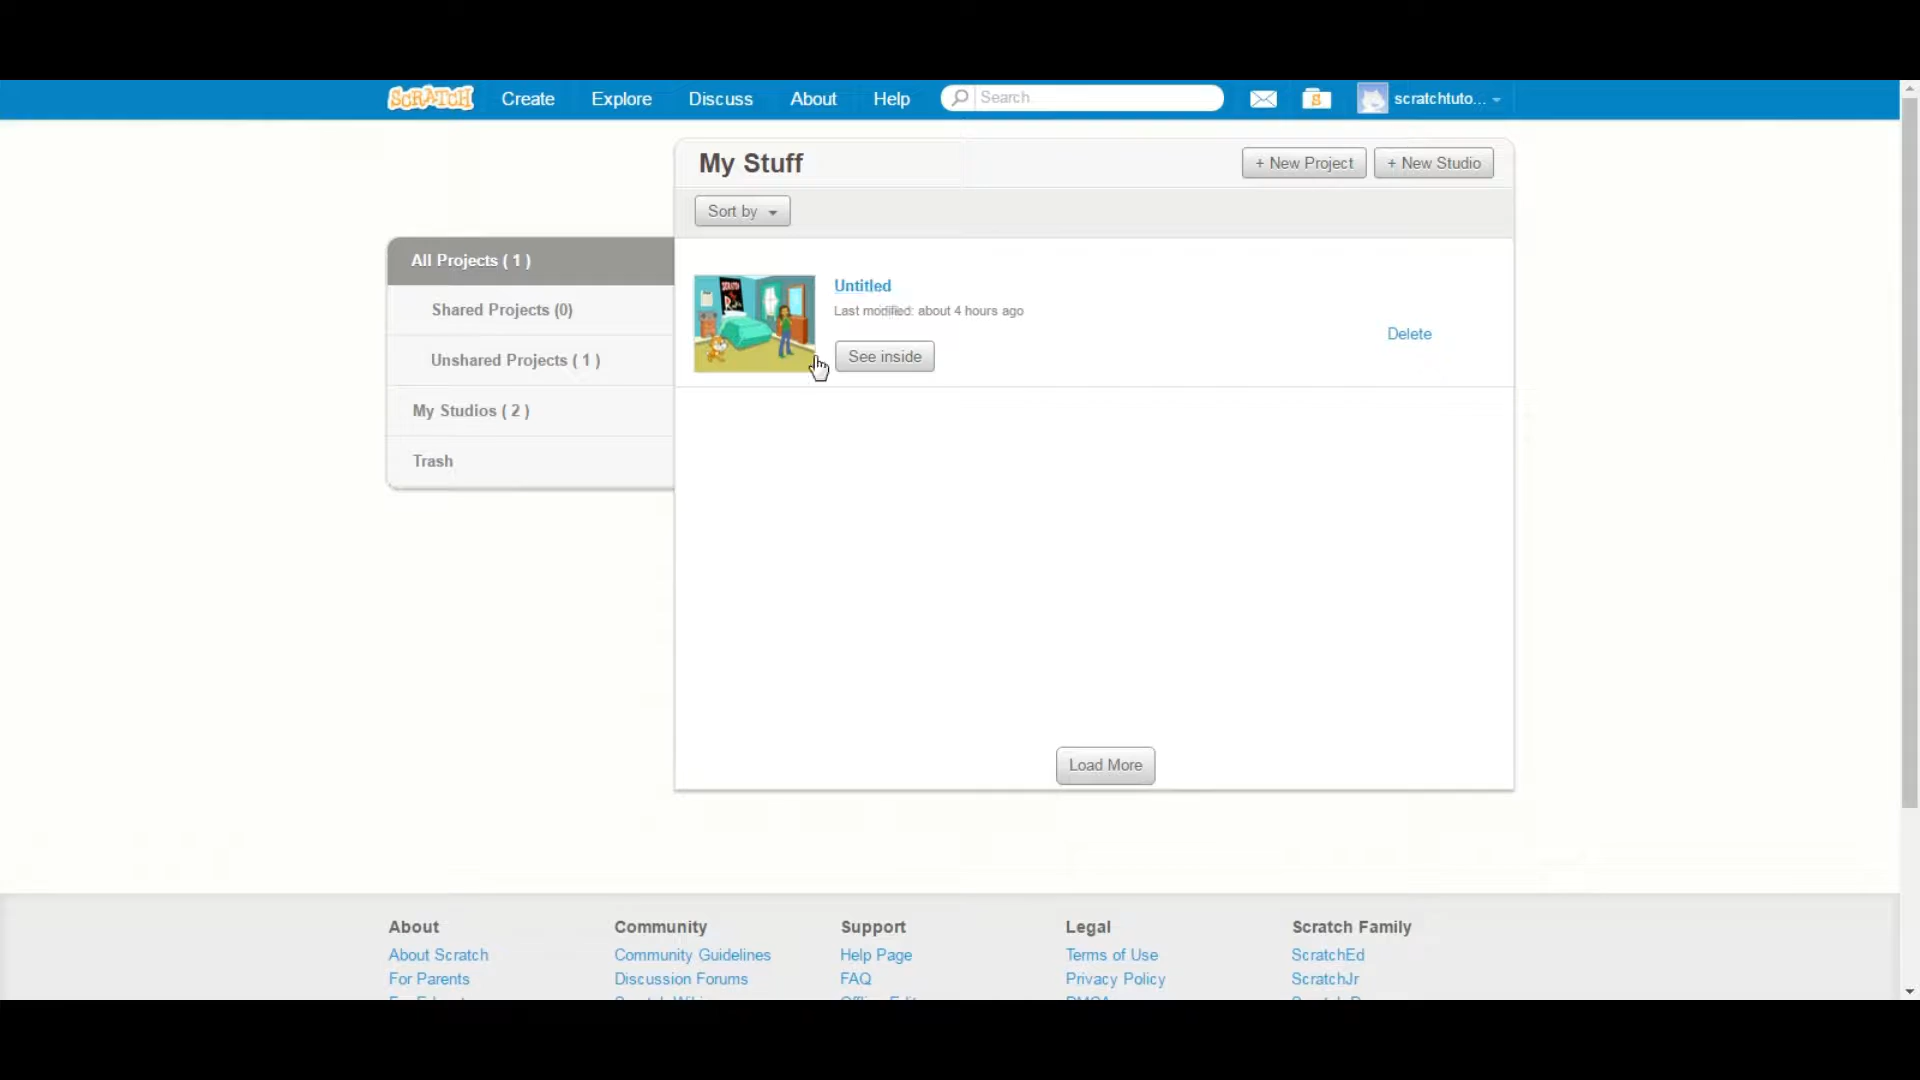 SCRATCH Create Explore Discuss About Help Search S scratchtuto...
My Stuff + New Project + New Studio
Sort by
All Projects ( 1 )
Shared Projects (0)
Unshared Projects ( 1 )
My Studios ( 2 )
Trash
SCRATCH
Untitled
Last modified: about 4 hours ago
See inside
Delete
Load More
About Community Support Legal Scratch Family
About Scratch Community Guidelines Help Page Terms of Use ScratchEd
For Parents Discussion Forums FAQ Privacy Policy ScratchJr